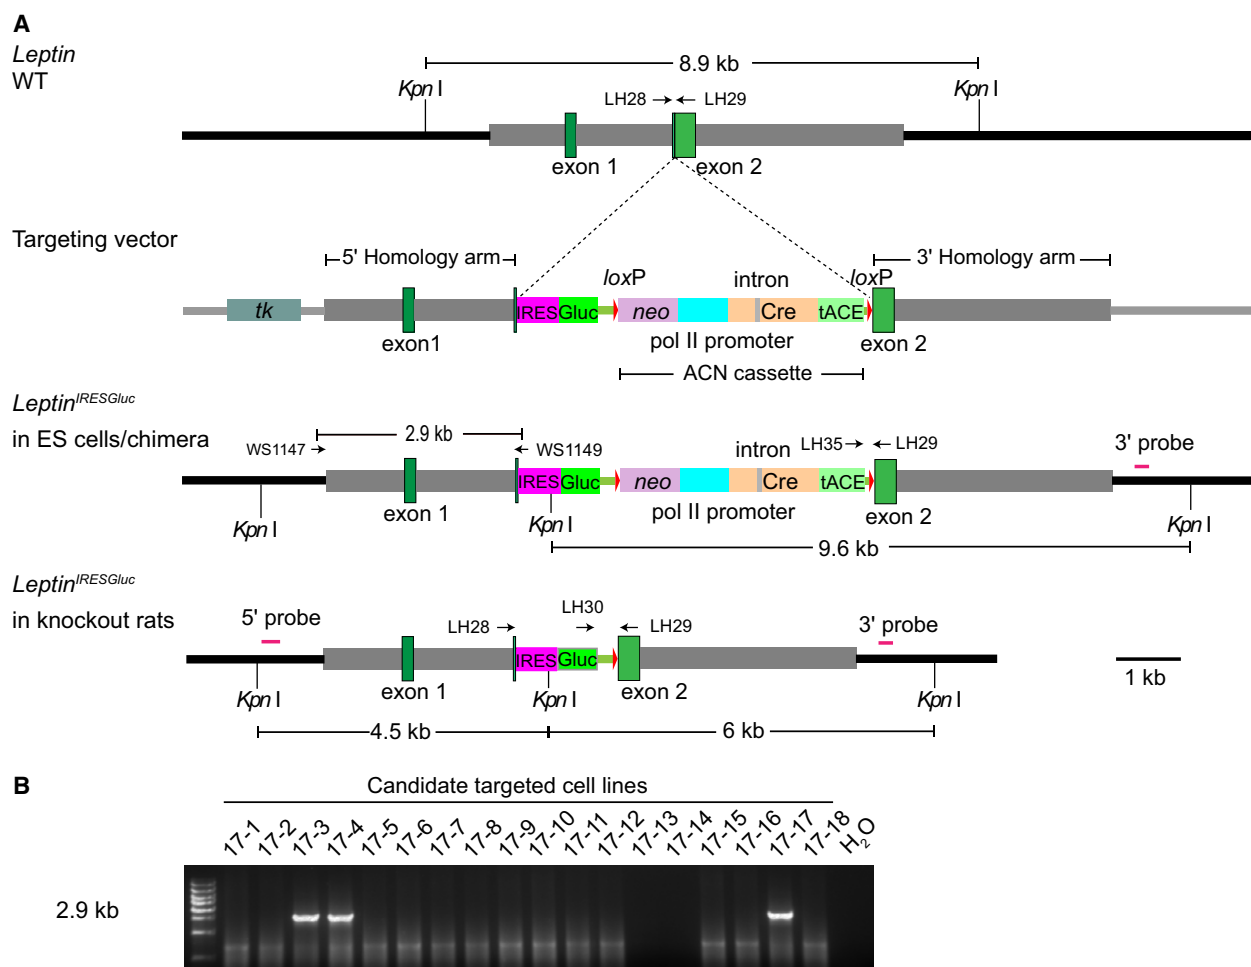 A
Leptin
WT
8.9 kb
Kpn I
Kpn I
LH28
LH29
exon 1
exon 2
Targeting vector
5' Homology arm
3' Homology arm
loxP
intron
loxP
tk
IRES
Gluc
neo
Cre
tACE
exon1
pol II promoter
exon 2
ACN cassette
Leptin^IRESGluc
in ES cells/chimera
2.9 kb
WS1147
WS1149
intron
LH35
LH29
3' probe
IRES
Gluc
neo
Cre
tACE
exon 1
pol II promoter
exon 2
Kpn I
Kpn I
Kpn I
9.6 kb
Leptin^IRESGluc
in knockout rats
5' probe
LH28
LH30
LH29
3' probe
IRES
Gluc
exon 1
exon 2
Kpn I
Kpn I
Kpn I
1 kb
4.5 kb
6 kb
B
Candidate targeted cell lines
17-1
17-2
17-3
17-4
17-5
17-6
17-7
17-8
17-9
17-10
17-11
17-12
17-13
17-14
17-15
17-16
17-17
17-18
H₂O
2.9 kb